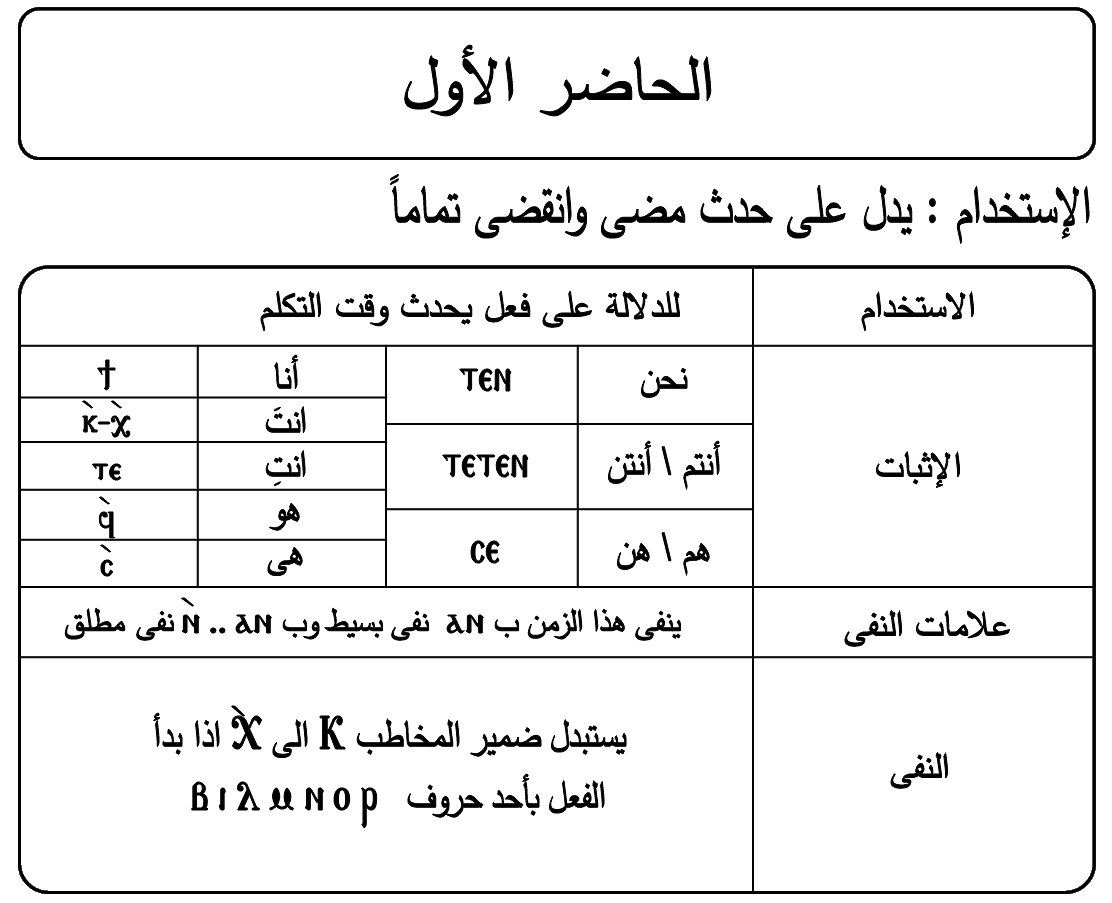 الحاضر الأول
الإستخدام : يدل على حدث مضى وانقضى تماماً
الاستخدام
للدلالة على فعل يحدث وقت التكلم
الإثبات
نحن
ⲧⲉⲛ
أنتم \ أنتن
ⲧⲉⲧⲉⲛ
هم \ هن
ⲥⲉ
أنا
ϯ
انتَ
ⲕ̀-ⲭ̀
انتِ
ⲧⲉ
هو
ϥ̀
هى
ⲥ̀
علامات النفى
ينفى هذا الزمن ب ⲁⲛ نفى بسيط وب ⲛ̀ .. ⲁⲛ نفى مطلق
النفى
يستبدل ضمير المخاطب ⲕ الى ⲭ̀ اذا بدأ
الفعل بأحد حروف ⲃ ⲓ ⲗ ⲙ ⲛ ⲟ ⲣ